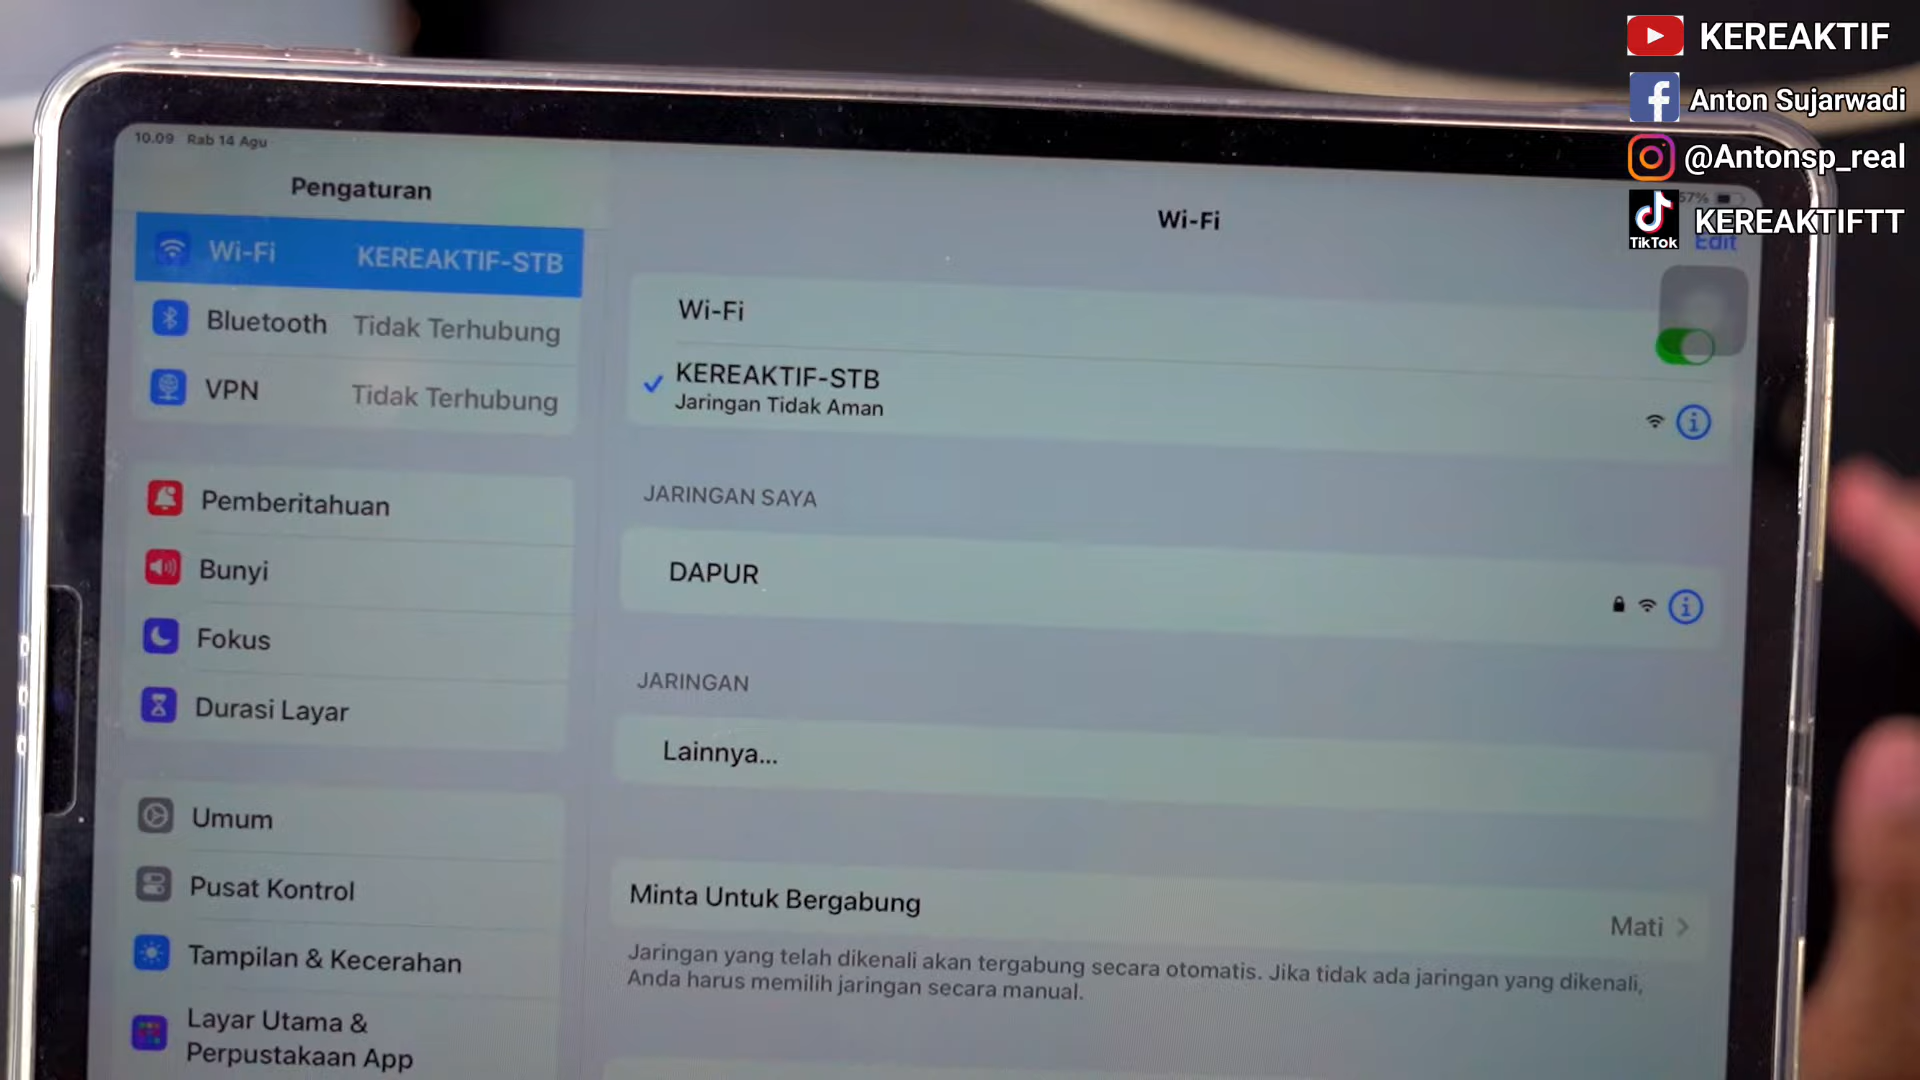 KEREAKTIF
Anton Sujarwadi
@Antonsp_real
TikTok KEREAKTIFTT
10.09 Rab 14 Agu
57%
Pengaturan
Wi-Fi KEREAKTIF-STB
Bluetooth Tidak Terhubung
VPN Tidak Terhubung
Pemberitahuan
Bunyi
Fokus
Durasi Layar
Umum
Pusat Kontrol
Tampilan & Kecerahan
Layar Utama &
Perpustakaan App
Wi-Fi
Edit
Wi-Fi
KEREAKTIF-STB
Jaringan Tidak Aman
JARINGAN SAYA
DAPUR
JARINGAN
Lainnya...
Minta Untuk Bergabung Mati
Jaringan yang telah dikenali akan tergabung secara otomatis. Jika tidak ada jaringan yang dikenali,
Anda harus memilih jaringan secara manual.